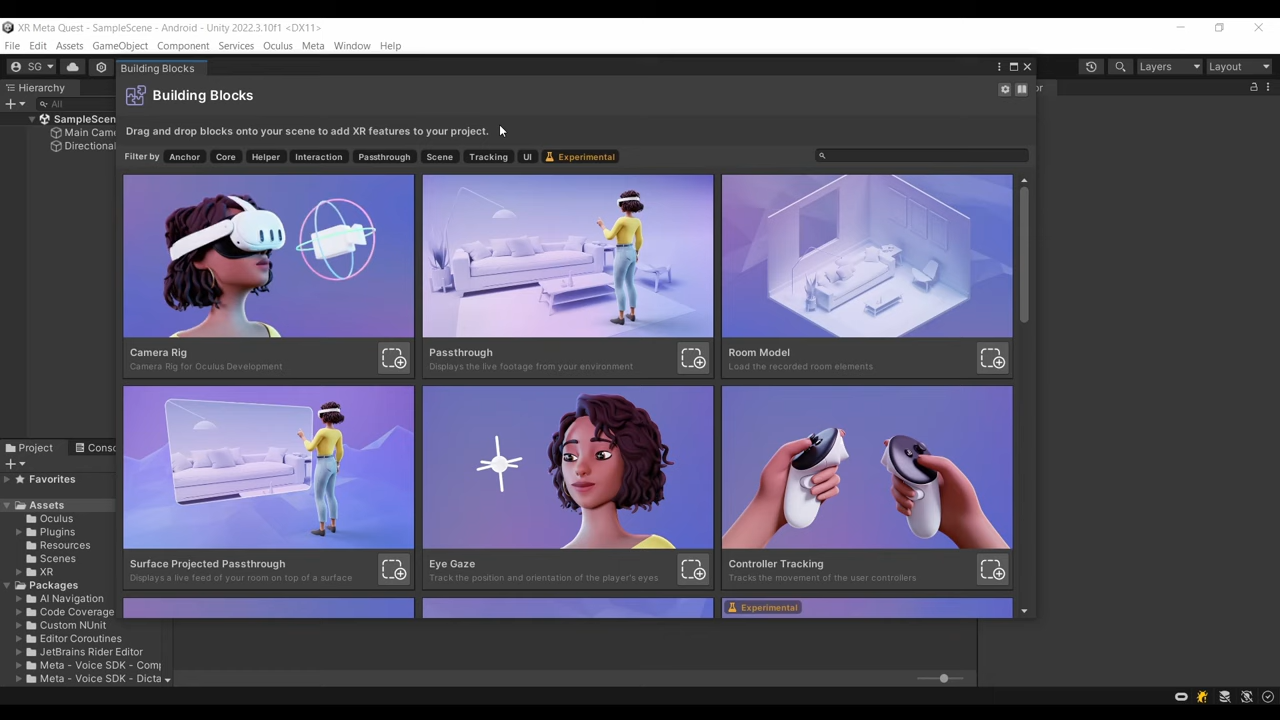 XR Meta Quest - SampleScene - Android - Unity 2022.3.10f1 <DX11>
File Edit Assets GameObject Component Services Oculus Meta Window Help
SG
Layers
Layout
Building Blocks
Hierarchy
All
SampleScen
Main Came
Directional
Building Blocks
Drag and drop blocks onto your scene to add XR features to your project.
Filter by Anchor Core Helper Interaction Passthrough Scene Tracking UI Experimental
Camera Rig
Camera Rig for Oculus Development
Passthrough
Displays the live footage from your environment
Room Model
Load the recorded room elements
Surface Projected Passthrough
Displays a live feed of your room on top of a surface
Eye Gaze
Track the position and orientation of the player's eyes
Controller Tracking
Tracks the movement of the user controllers
Experimental
Project
Conso
Favorites
Assets
Oculus
Plugins
Resources
Scenes
XR
Packages
AI Navigation
Code Coverage
Custom NUnit
Editor Coroutines
JetBrains Rider Editor
Meta - Voice SDK - Comp
Meta - Voice SDK - Dicta